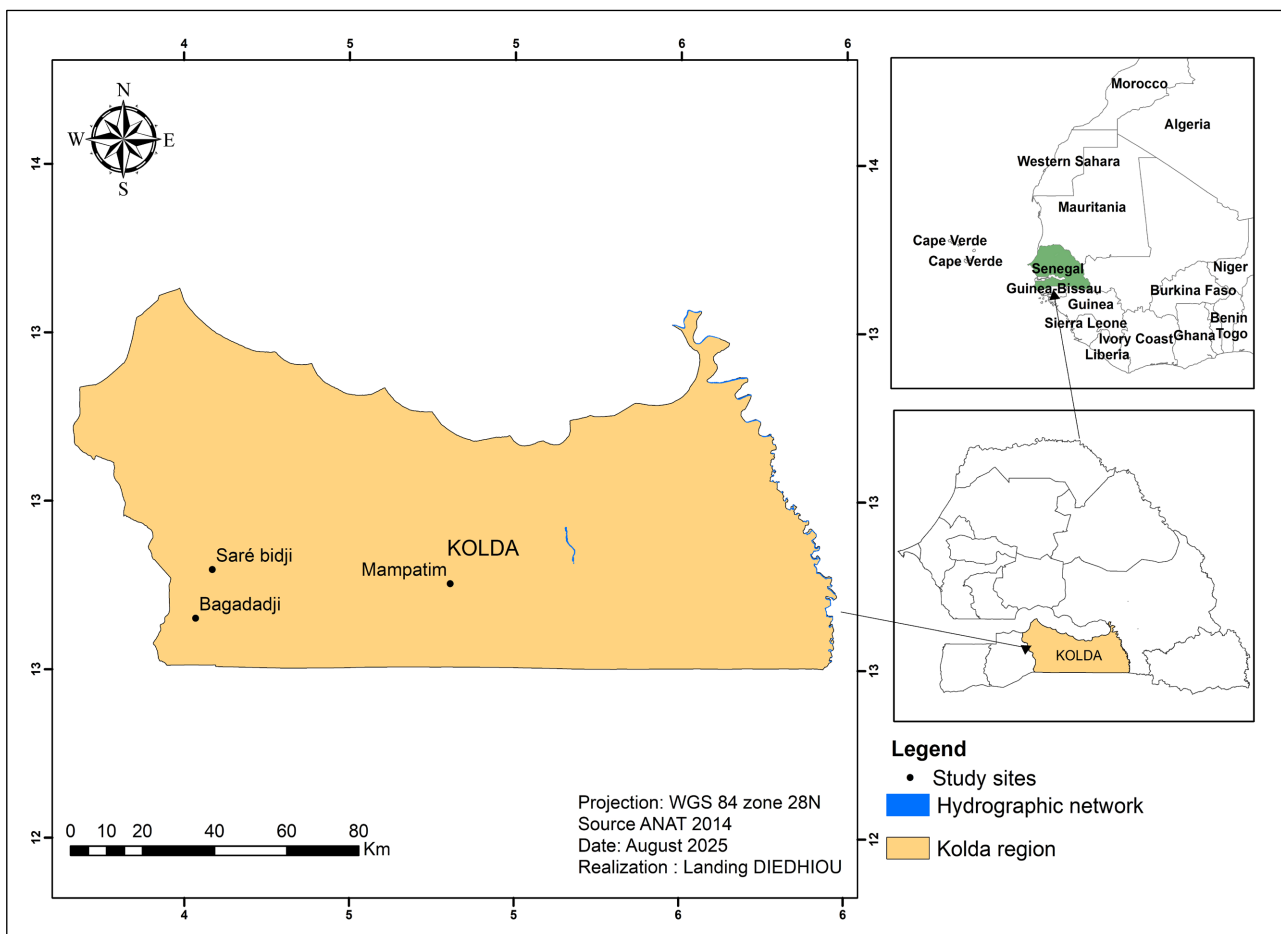 4 5 5 6 6
N
W E
S
14
13
13
13
12
Saré bidji
KOLDA
Mampatim
Bagadadji
0 10 20 40 60 80
Km
Projection: WGS 84 zone 28N
Source ANAT 2014
Date: August 2025
Realization : Landing DIEDHIOU
4 5 5 6 6
14
13
13
13
12
Morocco
Algeria
Western Sahara
Mauritania
Cape Verde
Cape Verde
Senegal
Niger
Guinea-Bissau
Burkina Faso
Guinea
Benin
Sierra Leone
Togo
Ivory Coast
Ghana
Liberia
KOLDA
Legend
Study sites
Hydrographic network
Kolda region